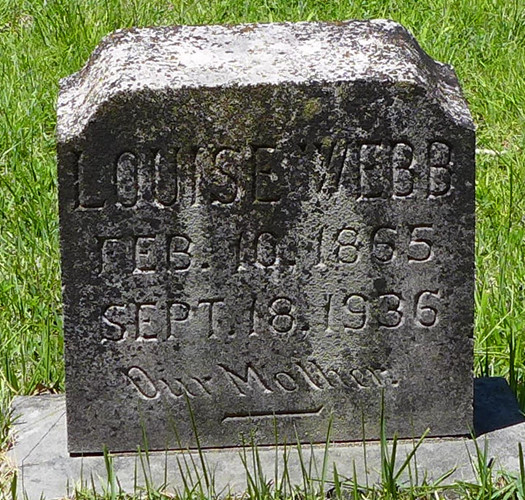 LOUISE WEBB
FEB. 10. 1865
SEPT. 18. 1936
Our Mother.